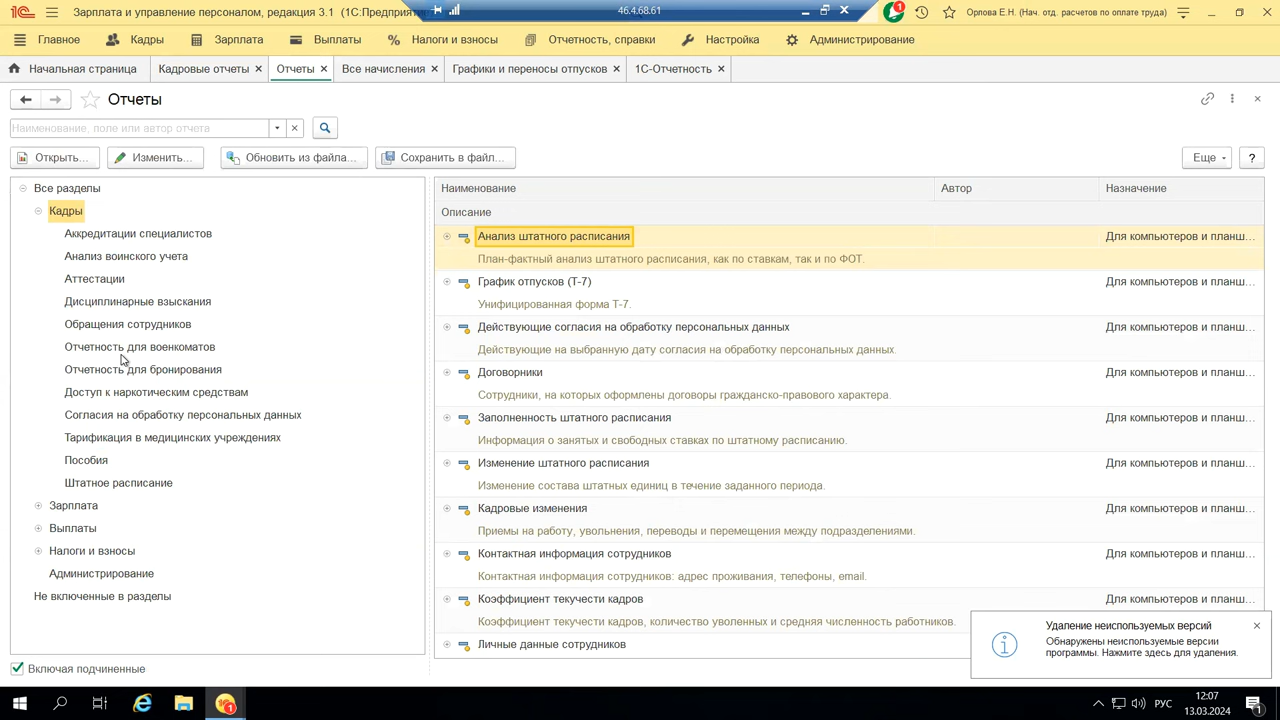 Зарплата и управление персоналом, редакция 3.1 (1С:Предприятие
46.4.68.61
1
Орлова Е.Н. (Нач. отд. расчетов по оплате труда)
Главное
Кадры
Зарплата
Выплаты
Налоги и взносы
Отчетность, справки
Настройка
Администрирование
Начальная страница
Кадровые отчеты
Отчеты
Все начисления
Графики и переносы отпусков
1С-Отчетность
Отчеты
Наименование, поле или автор отчета
Открыть...
Изменить...
Обновить из файла...
Сохранить в файл...
Еще
?
Все разделы
Кадры
Аккредитации специалистов
Анализ воинского учета
Аттестации
Дисциплинарные взыскания
Обращения сотрудников
Отчетность для военкоматов
Отчетность для бронирования
Доступ к наркотическим средствам
Согласия на обработку персональных данных
Тарификация в медицинских учреждениях
Пособия
Штатное расписание
Зарплата
Выплаты
Налоги и взносы
Администрирование
Не включенные в разделы
Включая подчиненные
Наименование
Автор
Назначение
Описание
Анализ штатного расписания
Для компьютеров и планш...
План-фактный анализ штатного расписания, как по ставкам, так и по ФОТ.
График отпусков (Т-7)
Для компьютеров и планш...
Унифицированная форма Т-7.
Действующие согласия на обработку персональных данных
Для компьютеров и планш...
Действующие на выбранную дату согласия на обработку персональных данных.
Договорники
Для компьютеров и планш...
Сотрудники, на которых оформлены договоры гражданско-правового характера.
Заполненность штатного расписания
Для компьютеров и планш...
Информация о занятых и свободных ставках по штатному расписанию.
Изменение штатного расписания
Для компьютеров и планш...
Изменение состава штатных единиц в течение заданного периода.
Кадровые изменения
Для компьютеров и планш...
Приемы на работу, увольнения, переводы и перемещения между подразделениями.
Контактная информация сотрудников
Для компьютеров и планш...
Контактная информация сотрудников: адрес проживания, телефоны, email.
Коэффициент текучести кадров
Для компьютеров и планш...
Коэффициент текучести кадров, количество уволенных и средняя численность работников.
Личные данные сотрудников
Удаление неиспользуемых версий
Обнаружены неиспользуемые версии
программы. Нажмите здесь для удаления.
1
РУС
12:07
13.03.2024
1